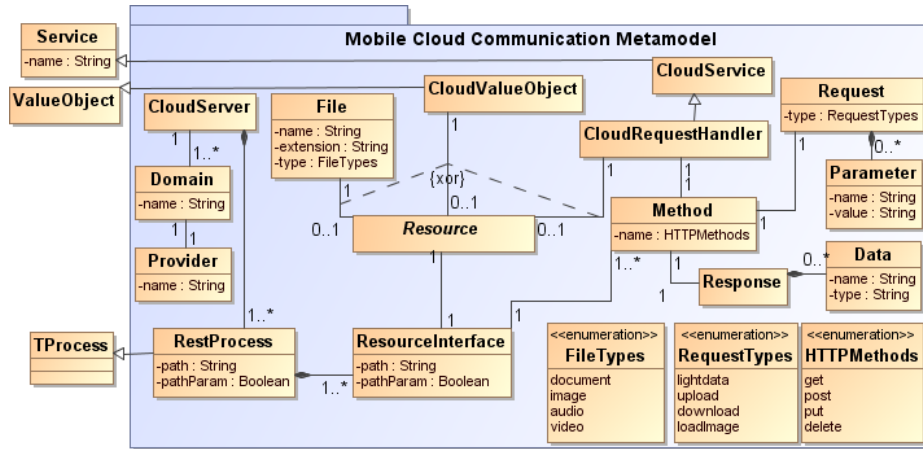 Mobile Cloud Communication Metamodel
Service
-name : String
ValueObject
CloudServer
1
1..*
Domain
-name : String
1
1
Provider
-name : String
File
-name : String
-extension : String
-type : FileTypes
1
0..1
CloudValueObject
1
{xor}
0..1
CloudService
CloudRequestHandler
1
1
1
0..1
Request
-type : RequestTypes
1
0..*
Parameter
-name : String
-value : String
Resource
1
1
Method
-name : HTTPMethods
1
1..*
1
1
Response
0..*
Data
-name : String
-type : String
TProcess
1..*
RestProcess
-path : String
-pathParam : Boolean
1..*
ResourceInterface
-path : String
-pathParam : Boolean
1
<<enumeration>>
FileTypes
document
image
audio
video
<<enumeration>>
RequestTypes
lightdata
upload
download
loadImage
<<enumeration>>
HTTPMethods
get
post
put
delete